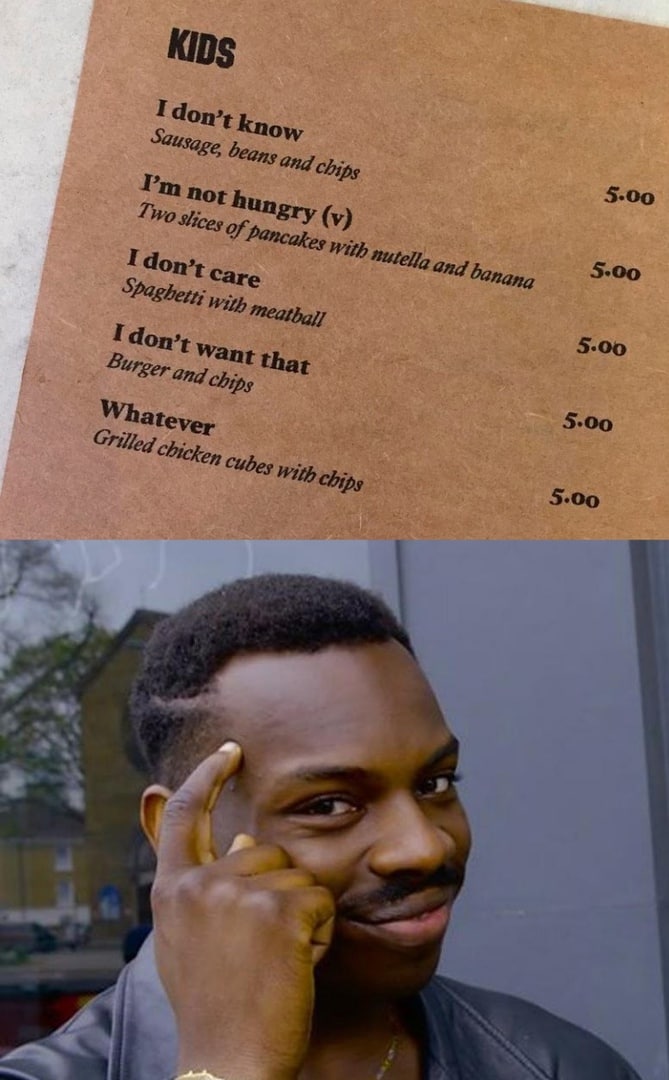 KIDS
I don't know
Sausage, beans and chips
5.00
I'm not hungry (v)
Two slices of pancakes with nutella and banana
5.00
I don't care
Spaghetti with meatball
5.00
I don't want that
Burger and chips
5.00
Whatever
Grilled chicken cubes with chips
5.00